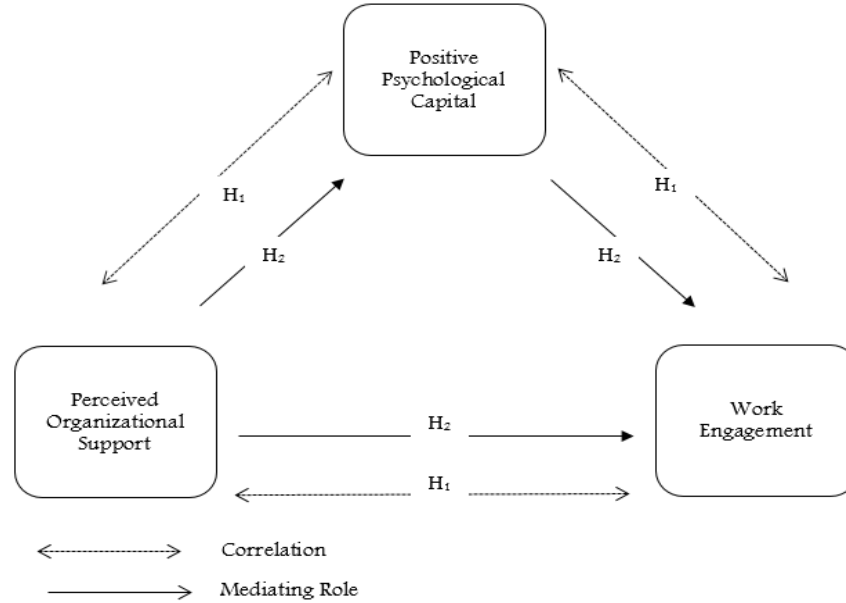 Positive
Psychological
Capital
H₁
H₁
H₂
H₂
Perceived
Organizational
Support
H₂
Work
Engagement
H₁
Correlation
Mediating Role